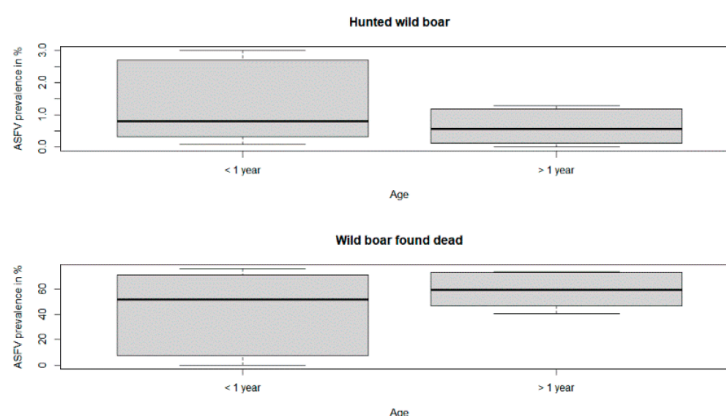 Hunted wild boar
ASFV prevalence in %
3.0
2.0
1.0
0.0
< 1 year
> 1 year
Age
Wild boar found dead
ASFV prevalence in %
60
40
20
0
< 1 year
> 1 year
Age